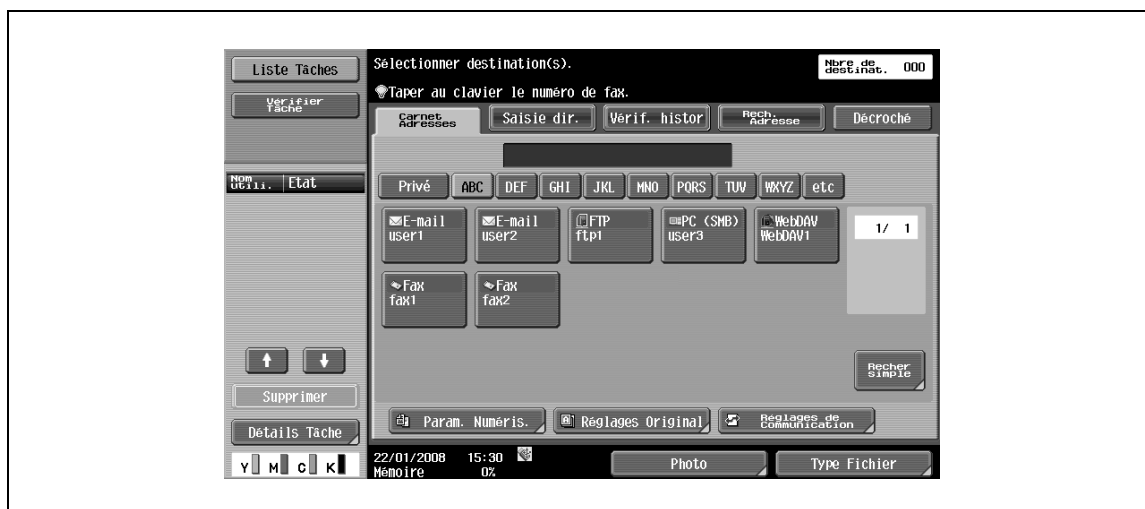 Liste Tâches
Vérifier
Tâche
Nom
Utili. Etat
Supprimer
Détails Tâche
Y M C K
Sélectionner destination(s).
Nbre de
destinat. 000
Taper au clavier le numéro de fax.
Carnet
Adresses
Saisie dir.
Vérif. histor
Rech.
Adresse
Décroché
Privé ABC DEF GHI JKL MNO PQRS TUV WXYZ etc
E-mail
user1
E-mail
user2
FTP
ftp1
PC (SMB)
user3
WebDAV
WebDAV1
1/ 1
Fax
fax1
Fax
fax2
Recher
simple
Param. Numéris.
Réglages Original
Réglages de
Communication
22/01/2008 15:30
Mémoire 0%
Photo
Type Fichier